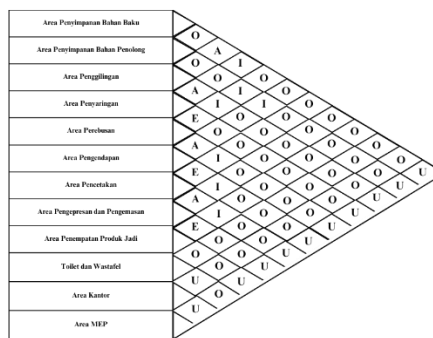 Area Penyimpanan Bahan Baku
O
Area Penyimpanan Bahan Penolong A
O I
Area Penggilingan O O
A I O
Area Penyaringan I I O
E O O O
Area Perebusan O O O O
A O O O O
Area Pengendapan I O O O O
E O O O O U
Area Pencetakan I O O O U
A O O O U
Area Pengepresan dan Pengemasan I O O U
E O O U
Area Penempatan Produk Jadi O O U
O O U
Toilet dan Wastafel O U
U U
Area Kantor O
U
Area MEP